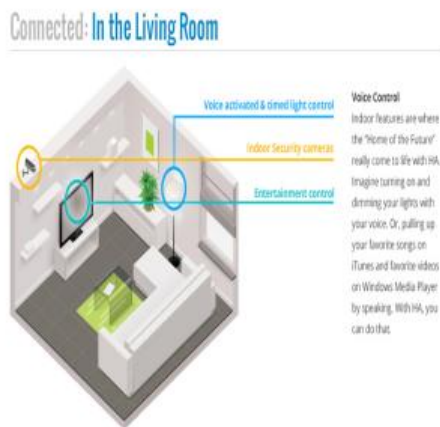 Connected: In the Living Room
Voice activated & timed light control
Indoor Security cameras
Entertainment control
Voice Control
Indoor features are where
the "Home of the Future"
really come to life with HA.
Imagine turning on and
dimming your lights with
your voice. Or, pulling up
your favorite songs on
iTunes and favorite videos
on Windows Media Player
by speaking. With HA, you
can do that.